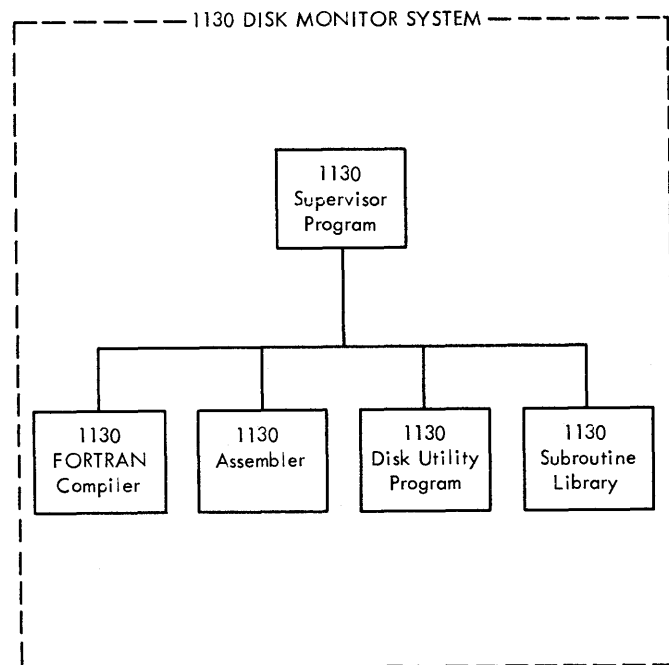 1130 DISK MONITOR SYSTEM
1130
Supervisor
Program
1130
FORTRAN
Compiler
1130
Assembler
1130
Disk Utility
Program
1130
Subroutine
Library